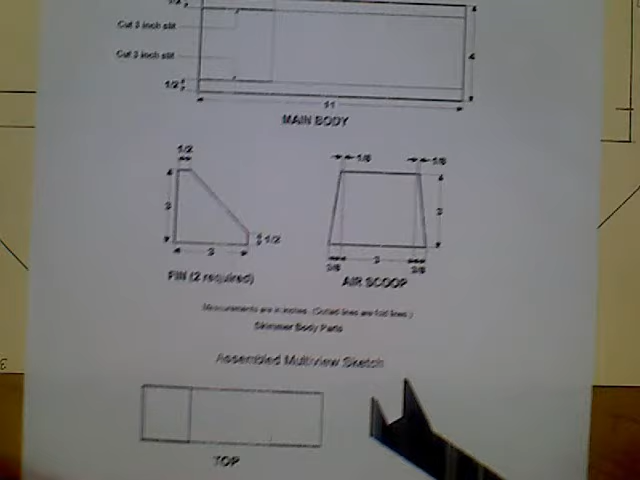 1/2
Cut 3 inch slit
Cut 3 inch slit
4
1/2
11
MAIN BODY
1/2
1/8
1/8
3
3
1/2
3
3/8
3
3/8
FIN (2 required)
AIR SCOOP
Measurements are in inches. (Dotted lines are fold lines.)
Skimmer Body Parts
Assembled Multiview Sketch
TOP